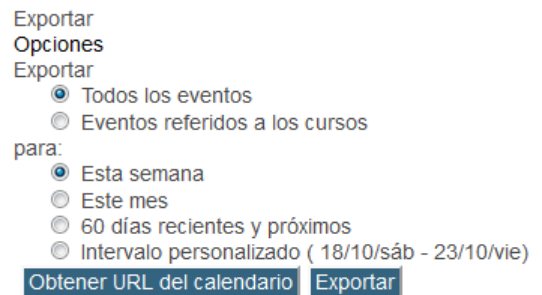 Exportar
Opciones
Exportar
Todos los eventos
Eventos referidos a los cursos
para:
Esta semana
Este mes
60 días recientes y próximos
Intervalo personalizado ( 18/10/sáb - 23/10/vie)
Obtener URL del calendario Exportar